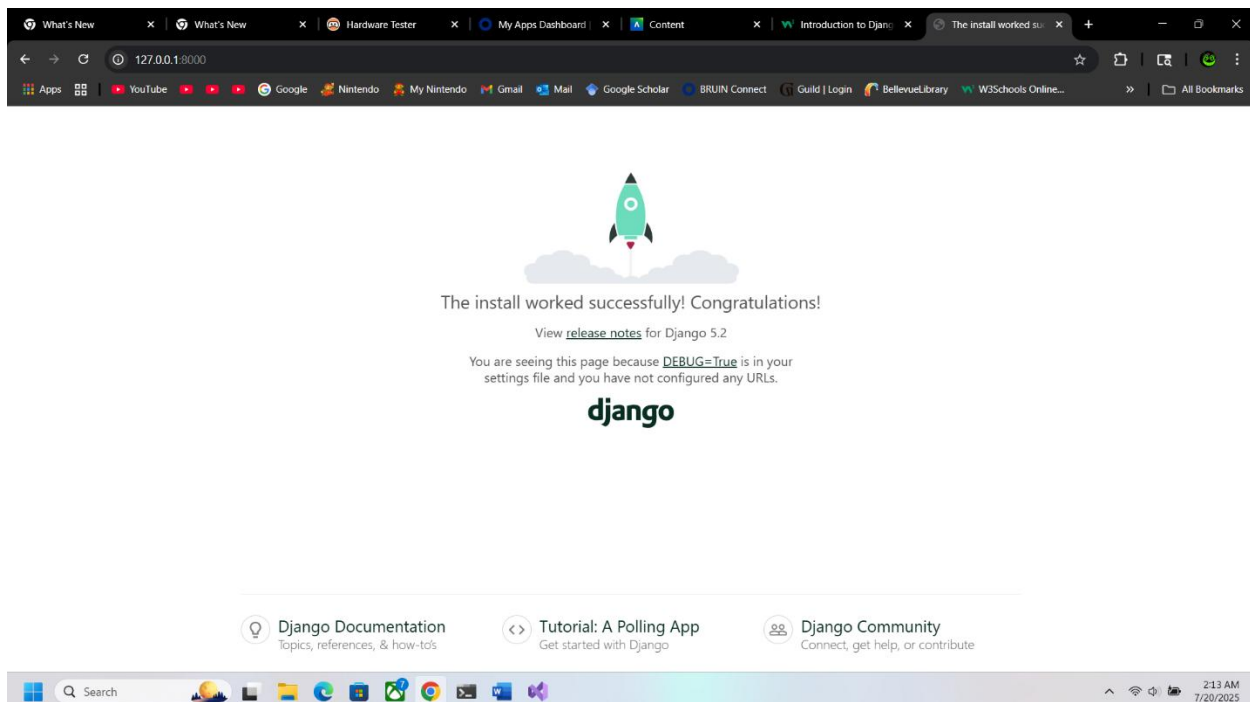 What's New
What's New
Hardware Tester
My Apps Dashboard |
Content
Introduction to Djang
The install worked suc
127.0.0.1:8000
Apps
YouTube
Google
Nintendo
My Nintendo
Gmail
Mail
Google Scholar
BRUIN Connect
Guild | Login
BellevueLibrary
W3Schools Online...
All Bookmarks
The install worked successfully! Congratulations!
View release notes for Django 5.2
You are seeing this page because DEBUG=True is in your
settings file and you have not configured any URLs.
django
Django Documentation
Topics, references, & how-to's
Tutorial: A Polling App
Get started with Django
Django Community
Connect, get help, or contribute
Search
7
2:13 AM
7/20/2025